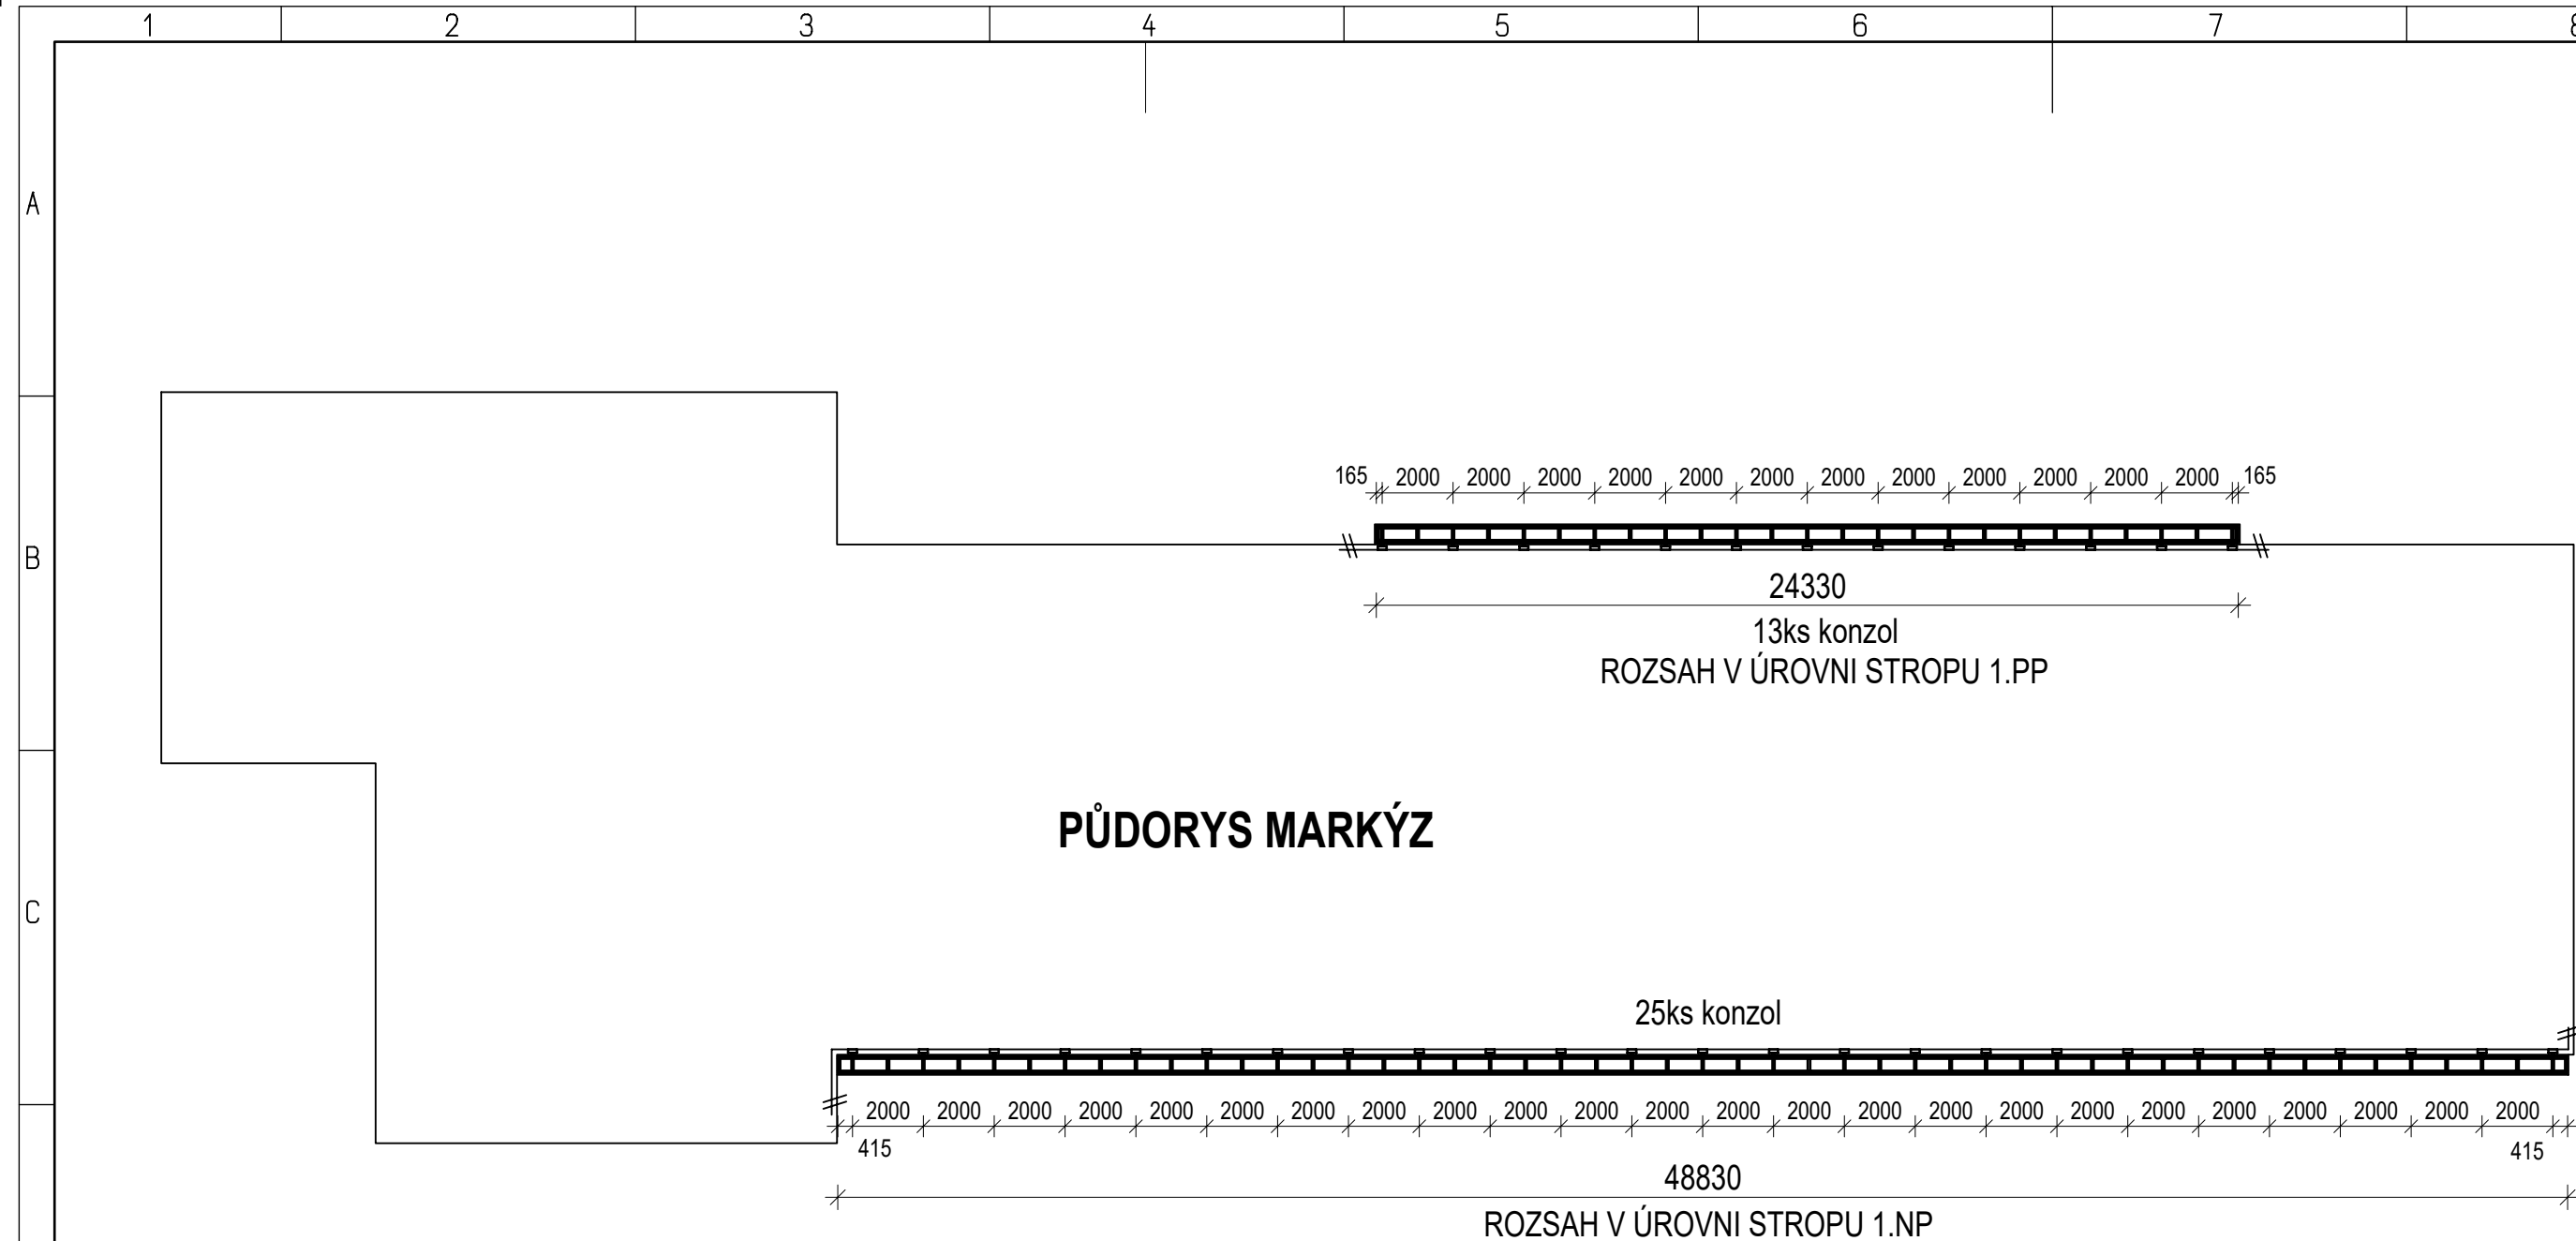 1 2 3 4 5 6 7
A
165 2000 2000 2000 2000 2000 2000 2000 2000 2000 2000 2000 2000 165
B
24330
13ks konzol
ROZSAH V ÚROVNI STROPU 1.PP
PŮDORYS MARKÝZ
C
25ks konzol
2000 2000 2000 2000 2000 2000 2000 2000 2000 2000 2000 2000 2000 2000 2000 2000 2000 2000 2000 2000 2000 2000 2000 2000
415 415
48830
ROZSAH V ÚROVNI STROPU 1.NP